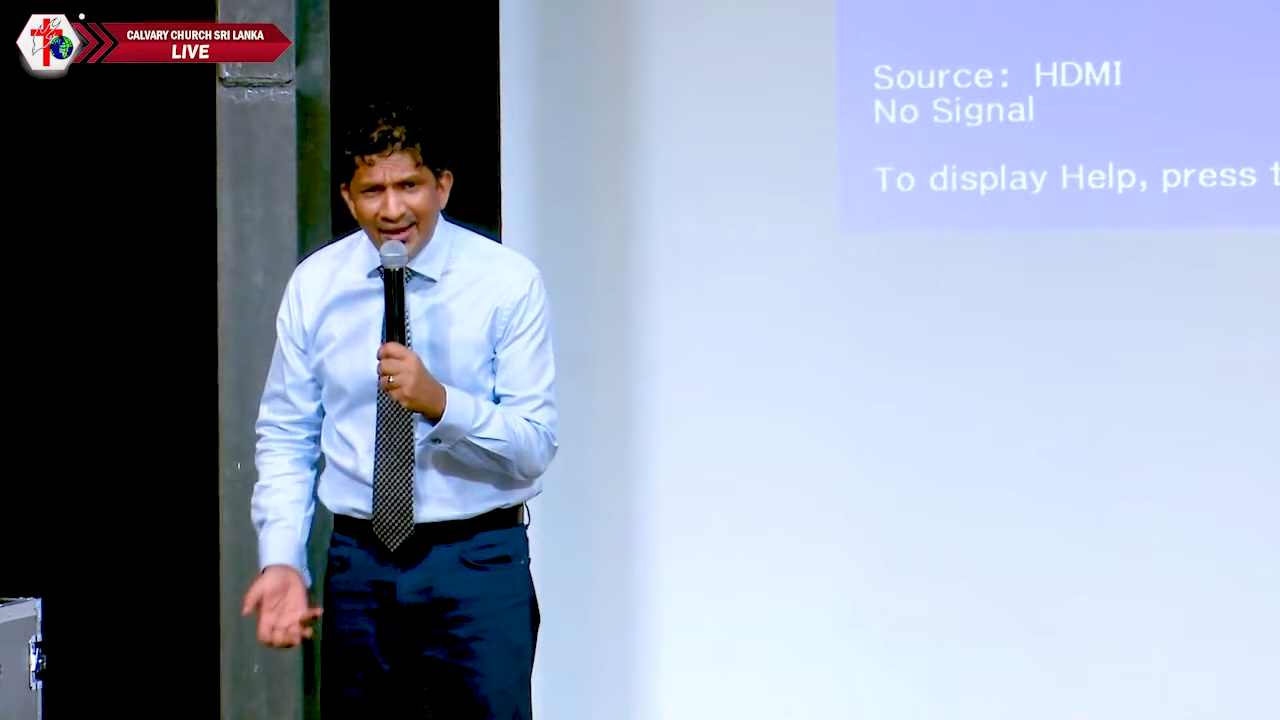 CALVARY CHURCH SRI LANKA
LIVE
Source: HDMI
No Signal
To display Help, press t